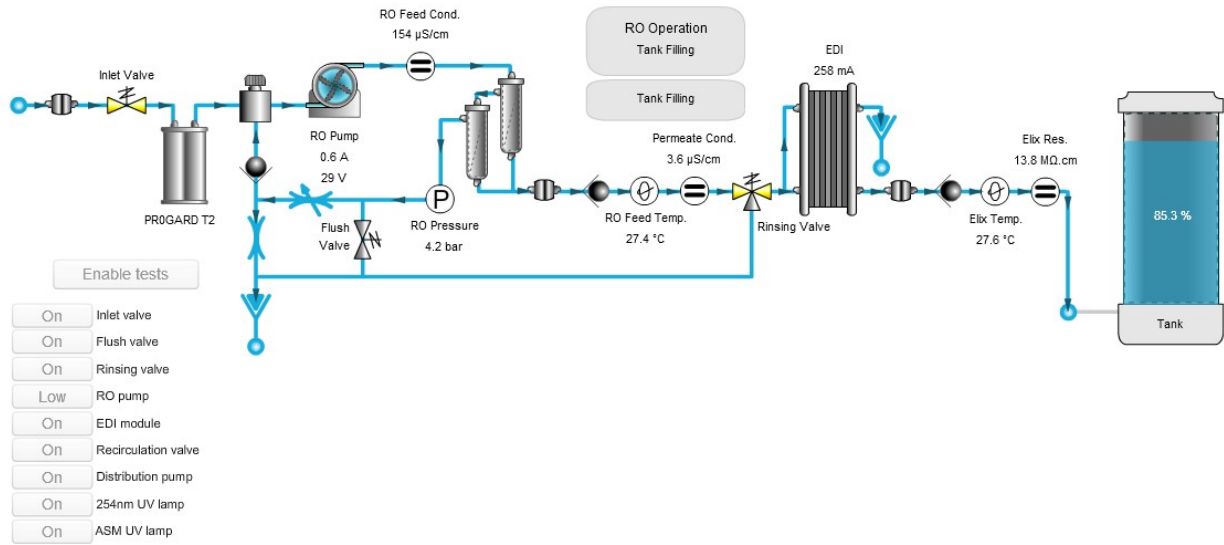 RO Feed Cond.
154 µS/cm
RO Operation
Tank Filling
Tank Filling
EDI
258 mA
Inlet Valve
PR0GARD T2
RO Pump
0.6 A
29 V
Permeate Cond.
3.6 µS/cm
Elix Res.
13.8 MΩ.cm
P
RO Pressure
4.2 bar
Flush
Valve
RO Feed Temp.
27.4 °C
Rinsing Valve
Elix Temp.
27.6 °C
85.3 %
Tank
Enable tests
On Inlet valve
On Flush valve
On Rinsing valve
Low RO pump
On EDI module
On Recirculation valve
On Distribution pump
On 254nm UV lamp
On ASM UV lamp